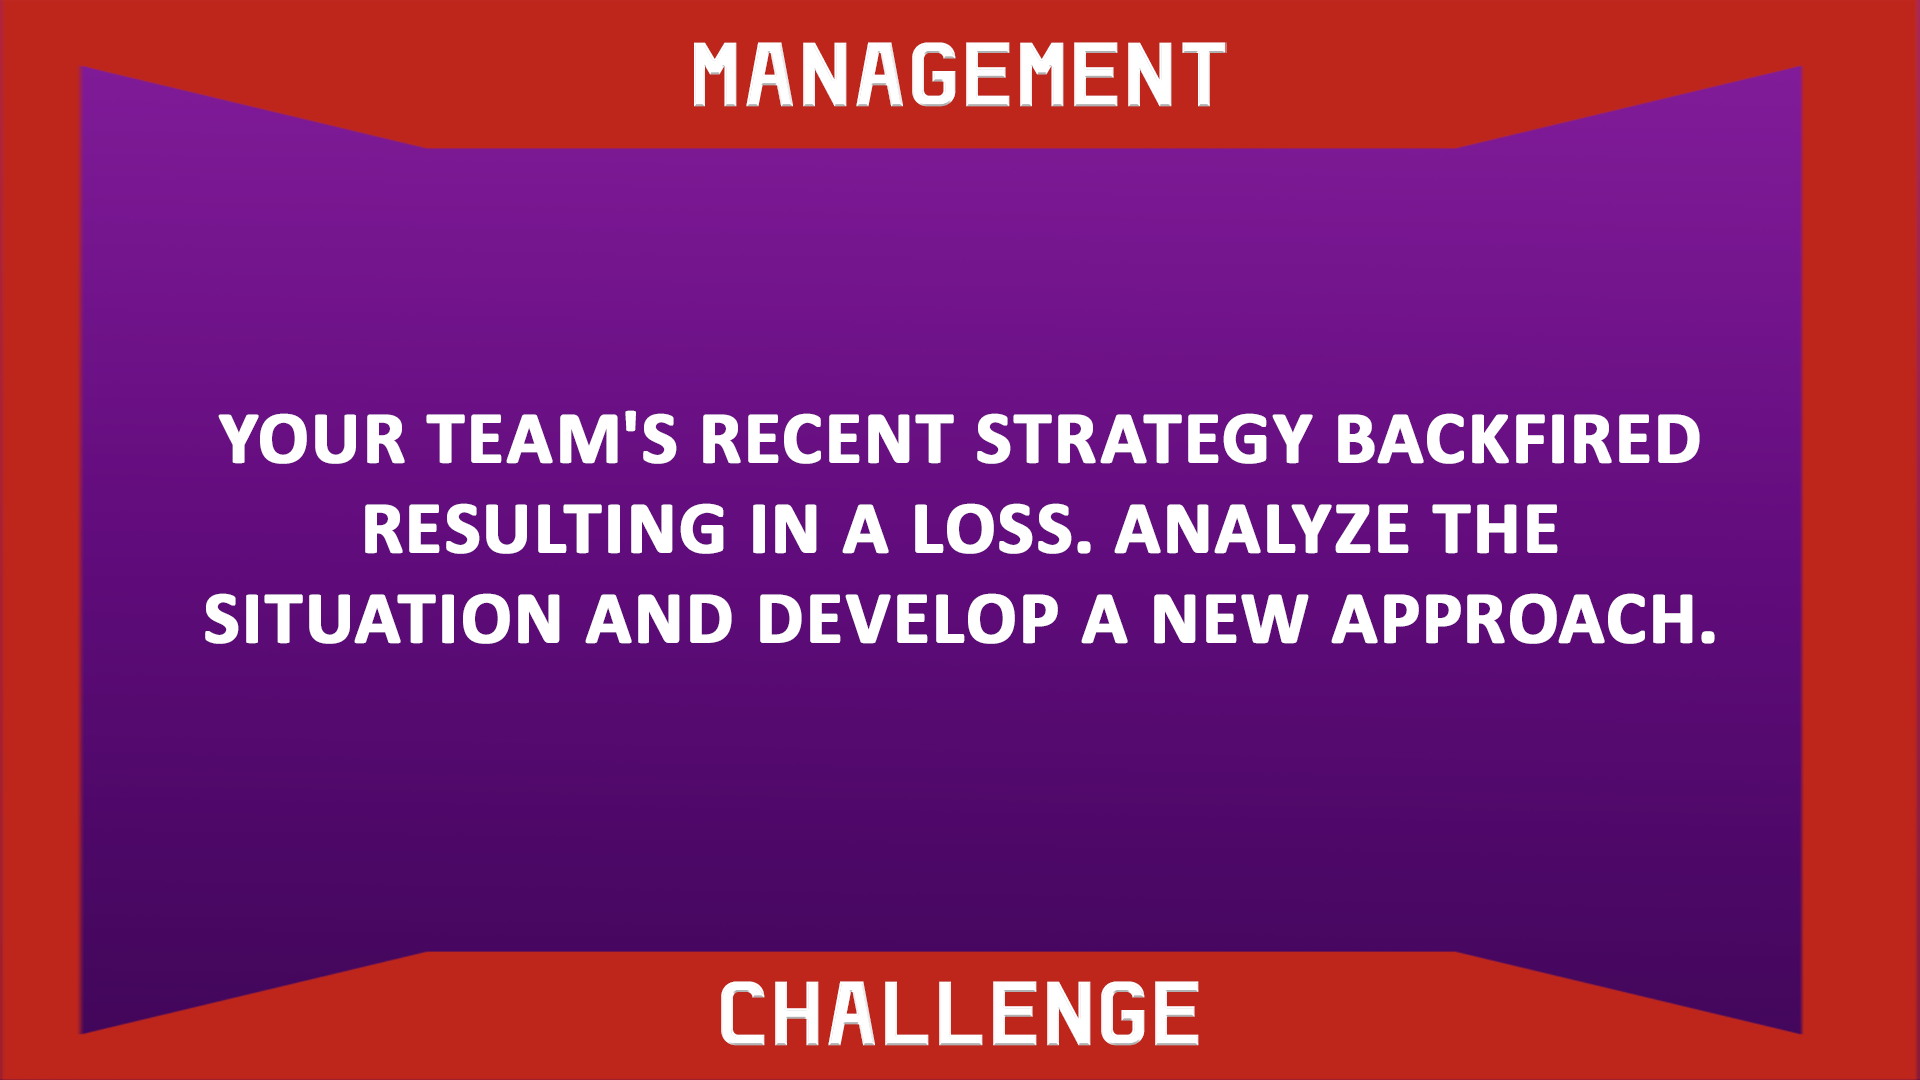 MANAGEMENT
YOUR TEAM'S RECENT STRATEGY BACKFIRED
RESULTING IN A LOSS. ANALYZE THE
SITUATION AND DEVELOP A NEW APPROACH.
CHALLENGE